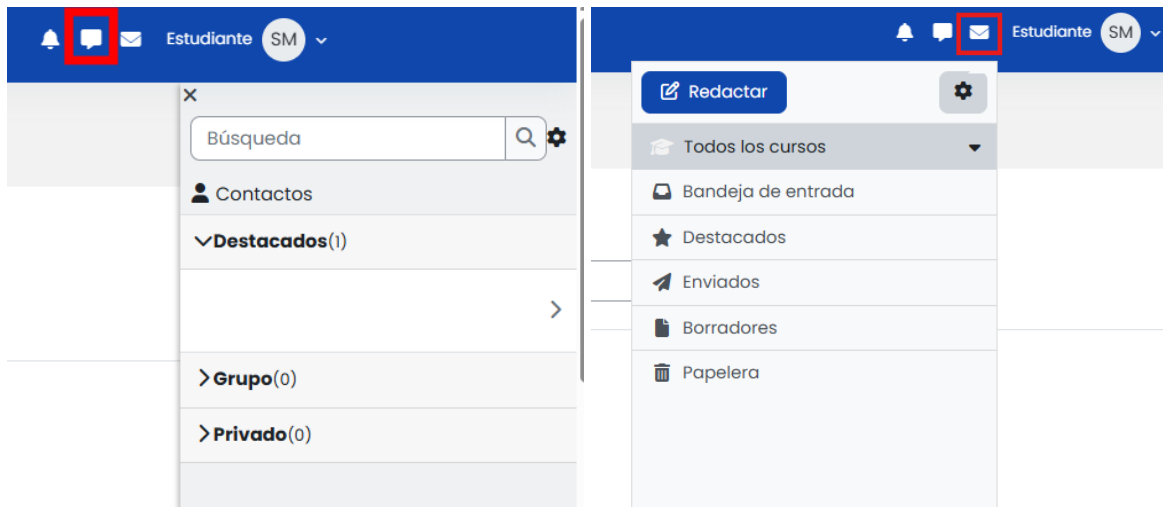 Estudiante SM
Búsqueda
Contactos
Destacados(1)
Grupo(0)
Privado(0)
Estudiante SM
Redactar
Todos los cursos
Bandeja de entrada
Destacados
Enviados
Borradores
Papelera